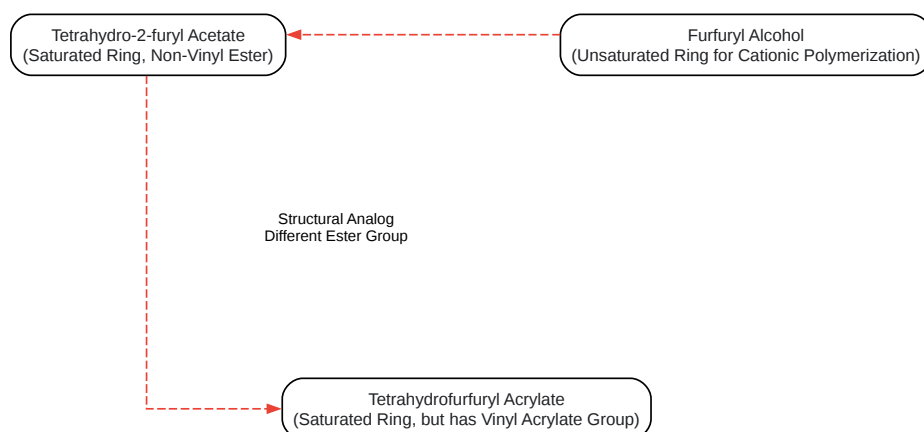 Tetrahydro-2-furyl Acetate
(Saturated Ring, Non-Vinyl Ester)
Furfuryl Alcohol
(Unsaturated Ring for Cationic Polymerization)
Structural Analog
Different Ester Group
Tetrahydrofurfuryl Acrylate
(Saturated Ring, but has Vinyl Acrylate Group)